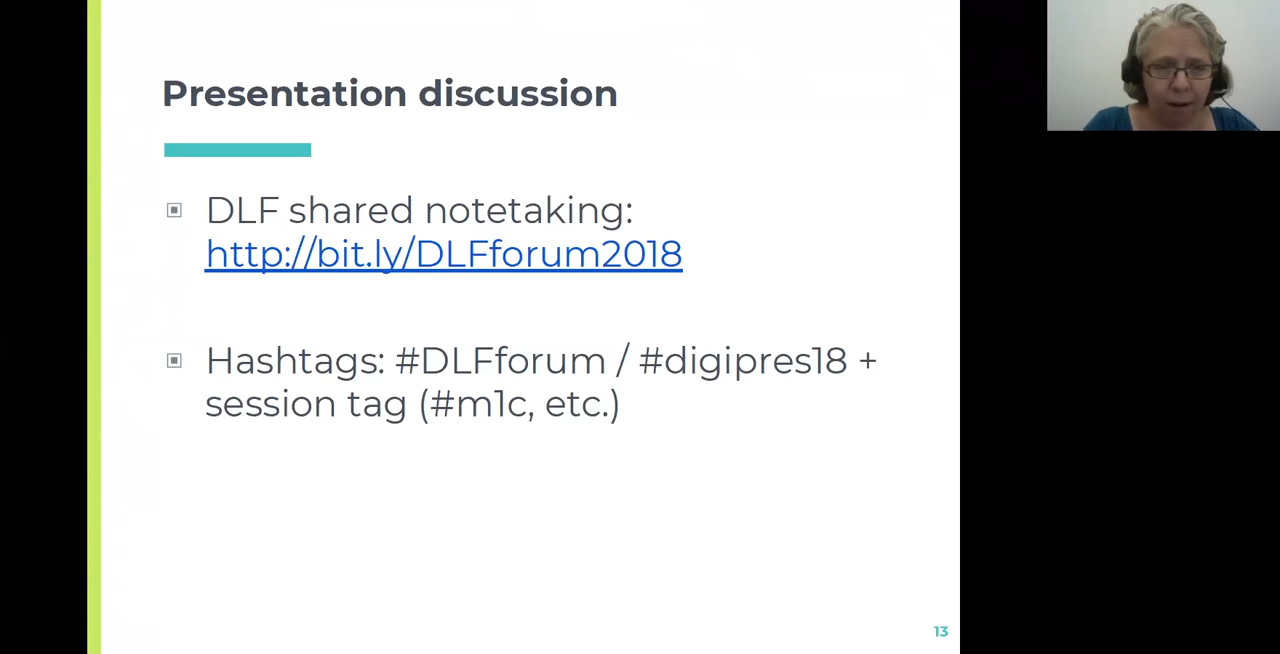 Presentation discussion
DLF shared notetaking:
http://bit.ly/DLFforum2018
Hashtags: #DLFforum / #digipres18 +
session tag (#m1c, etc.)
13